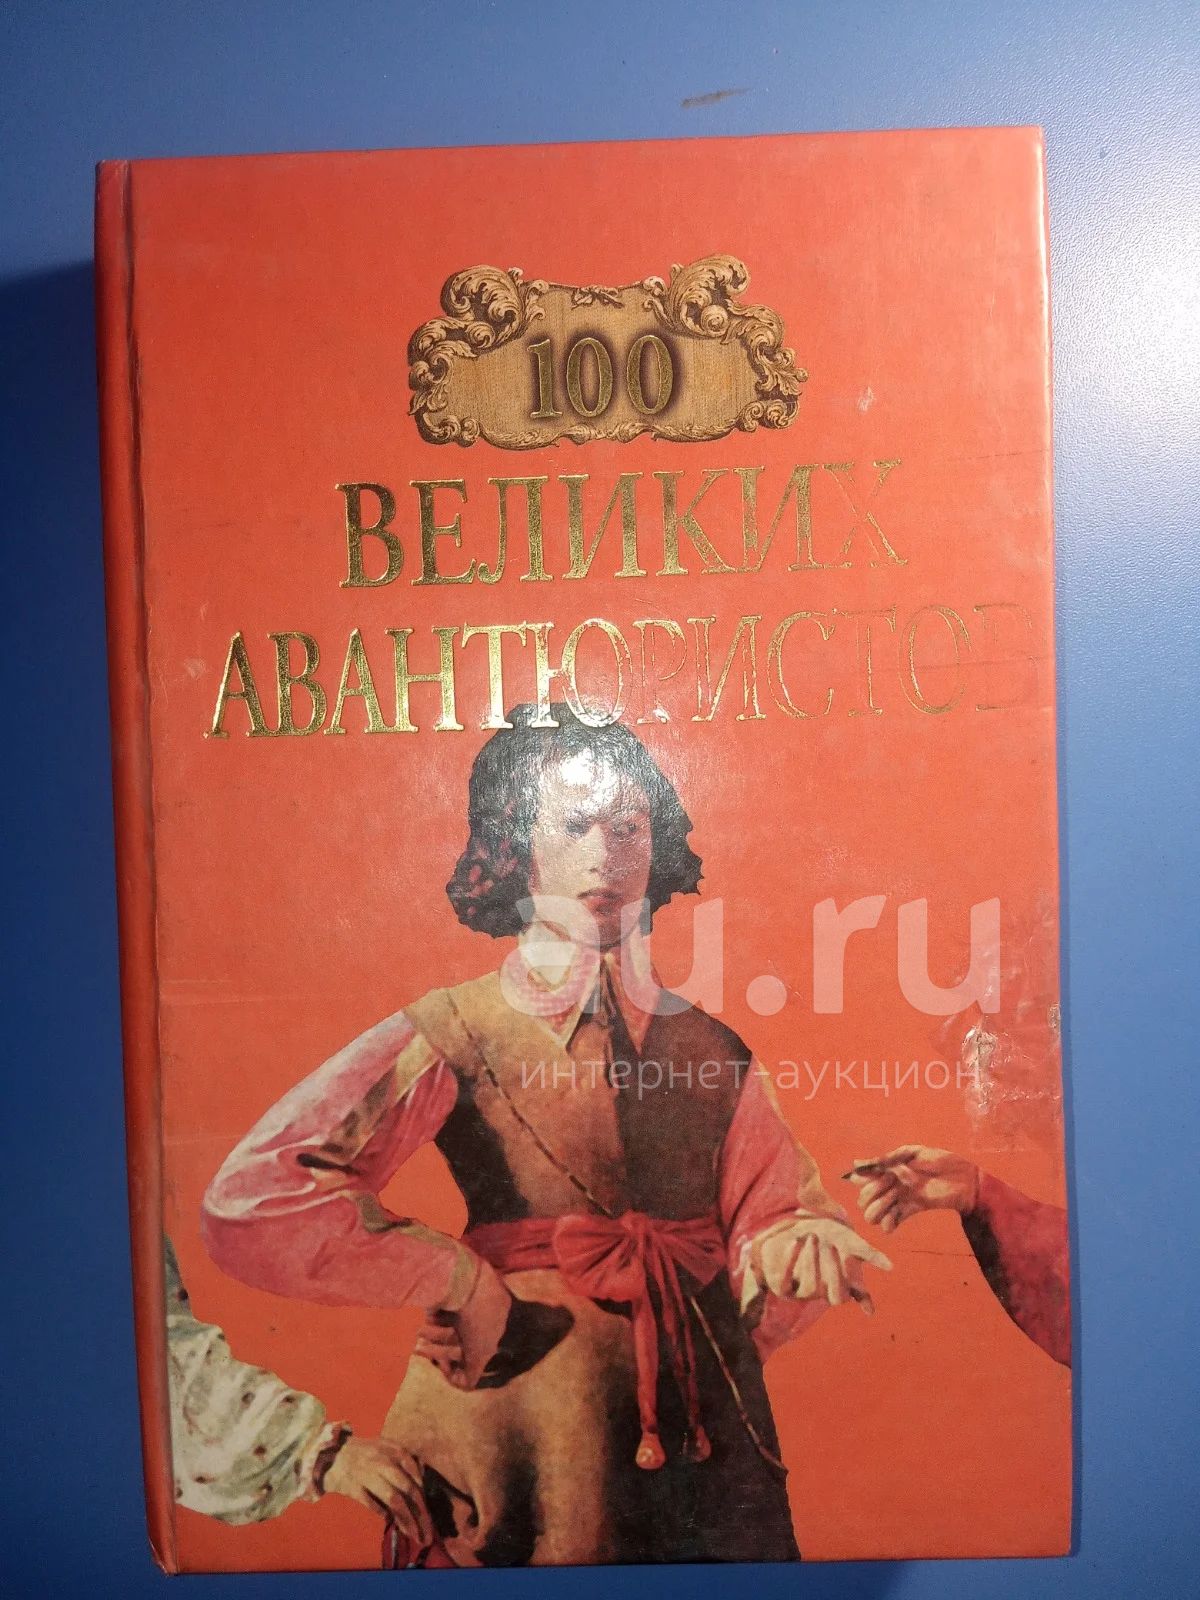 100
ВЕЛИКИХ
АВАНТЮРИСТОВ
au.ru
интернет-аукцион